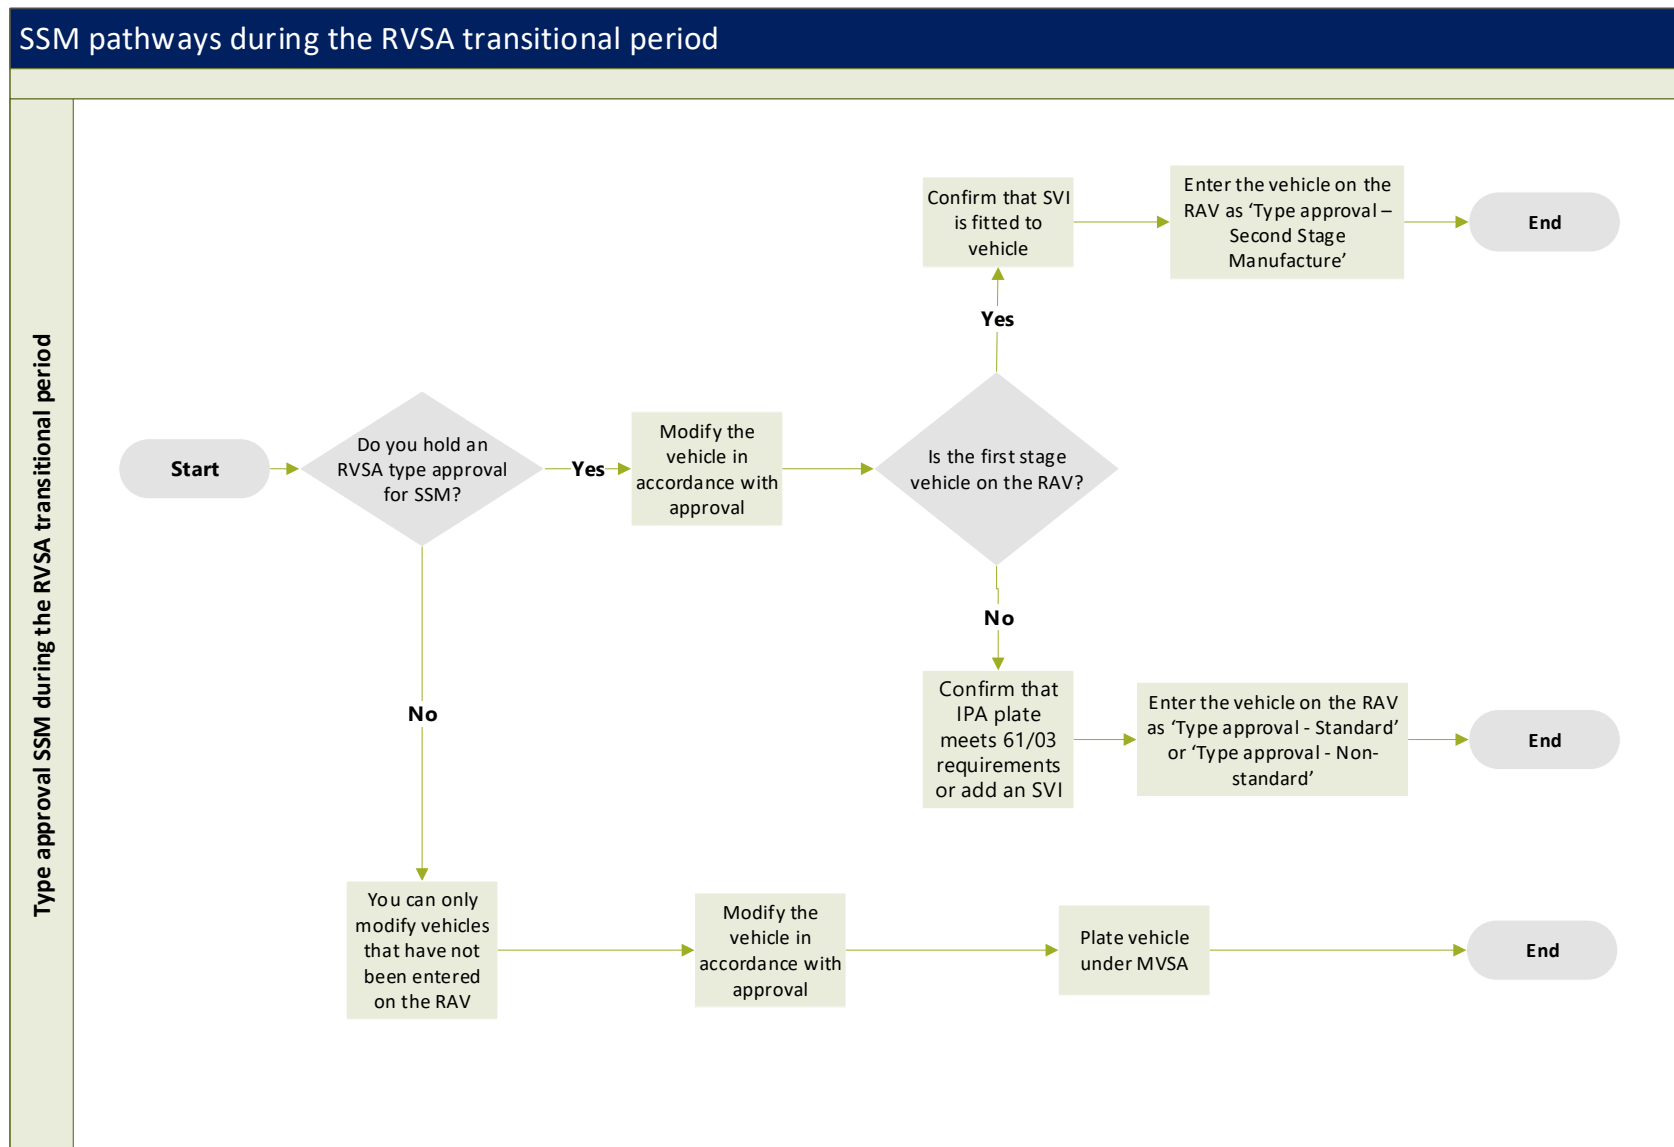 SSM pathways during the RVSA transitional period
Type approval SSM during the RVSA transitional period
Start
Do you hold an
RVSA type approval
for SSM?
Yes
Modify the
vehicle in
accordance with
approval
Is the first stage
vehicle on the RAV?
Yes
Confirm that SVI
is fitted to
vehicle
Enter the vehicle on the
RAV as ‘Type approval –
Second Stage
Manufacture’
End
No
Confirm that
IPA plate
meets 61/03
requirements
or add an SVI
Enter the vehicle on the RAV
as ‘Type approval - Standard’
or ‘Type approval - Non-
standard’
End
No
You can only
modify vehicles
that have not
been entered
on the RAV
Modify the
vehicle in
accordance with
approval
Plate vehicle
under MVSA
End